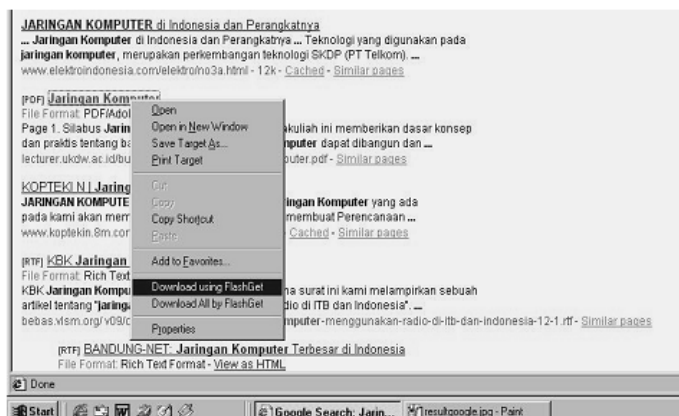 JARINGAN KOMPUTER di Indonesia dan Perangkatnya
... Jaringan Komputer di Indonesia dan Perangkatnya ... Teknologi yang digunakan pada
jaringan komputer, merupakan perkembangan teknologi SKDP (PT Telkom). ...
www.elektroindonesia.com/elektro/no3a.html - 12k - Cached - Similar pages
[PDF] Jaringan Komputer
File Format: PDF/Adob
Page 1. Silabus Jarin akuliah ini memberikan dasar konsep
dan praktis tentang ba mputer dapat dibangun dan ...
lecturer.ukdw.ac.id/bu puter.pdf - Similar pages
KOPTEKI N | Jaring
JARINGAN KOMPUTE ingan Komputer yang ada
pada kami akan mem membuat Perencanaan ...
www.koptekin.8m.com Cached - Similar pages
[RTF] KBK Jaringan
File Format: Rich Text
KBK Jaringan Kompu na surat ini kami melampirkan sebuah
artikel tentang "jaringa dio di ITB dan Indonesia". ...
bebas.vlsm.org/v09/c mputer-menggunakan-radio-di-itb-dan-indonesia-12-1.rtf - Similar pages
[RTF] BANDUNG-NET: Jaringan Komputer Terbesar di Indonesia
File Format: Rich Text Format - View as HTML
Open
Open in New Window
Save Target As...
Print Target
Cut
Copy
Copy Shortcut
Paste
Add to Favorites...
Download using FlashGet
Download All by FlashGet
Properties
Done
Start
Google Search: Jarin...
resultgoogle.jpg - Paint